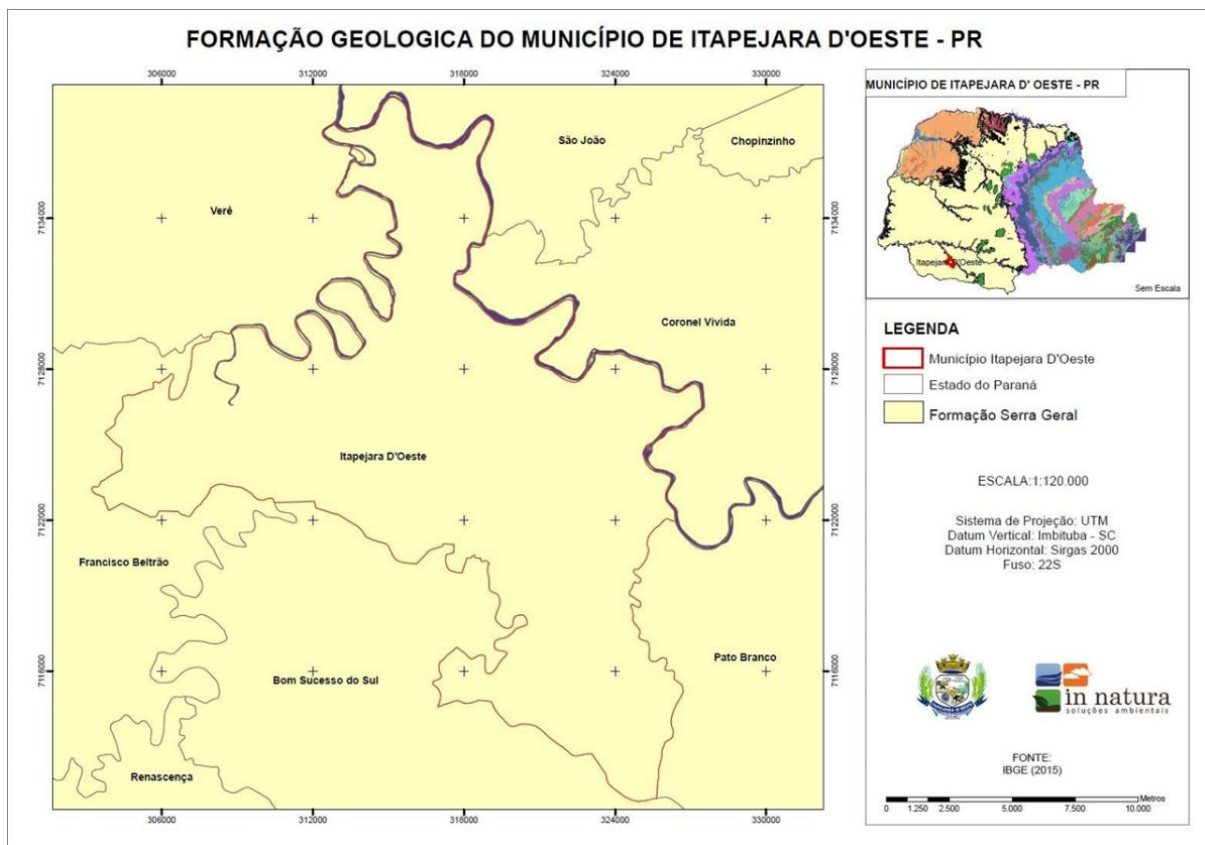 FORMAÇÃO GEOLOGICA DO MUNICÍPIO DE ITAPEJARA D'OESTE - PR
306000 312000 318000 324000 330000
São João
Chopinzinho
Veré
7134000 7134000
Coronel Vivida
7128000 7128000
Itapejara D'Oeste
7122000 7122000
Francisco Beltrão
Pato Branco
7116000 7116000
Bom Sucesso do Sul
Renascença
306000 312000 318000 324000 330000
MUNICÍPIO DE ITAPEJARA D' OESTE - PR
Itapejara D'Oeste
Sem Escala
LEGENDA
Município Itapejara D'Oeste
Estado do Paraná
Formação Serra Geral
ESCALA:1:120.000
Sistema de Projeção: UTM
Datum Vertical: Imbituba - SC
Datum Horizontal: Sirgas 2000
Fuso: 22S
in natura
soluções ambientais
FONTE:
IBGE (2015)
Metros
0 1.250 2.500 5.000 7.500 10.000